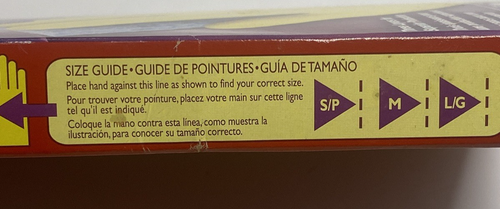 SIZE GUIDE•GUIDE DE POINTURES•GUÍA DE TAMAÑO
Place hand against this line as shown to find your correct size.
Pour trouver votre pointure, placez votre main sur cette ligne
tel qu'il est indiqué.
Coloque la mano contra esta linea, como muestra la
ilustración, para conocer su tamaño correcto.
S/P
M
L/G